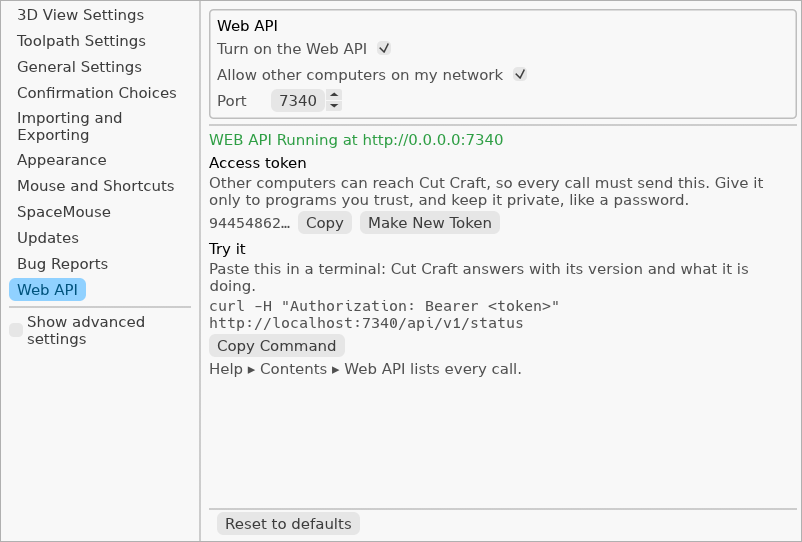 3D View Settings
Toolpath Settings
General Settings
Confirmation Choices
Importing and
Exporting
Appearance
Mouse and Shortcuts
SpaceMouse
Updates
Bug Reports
Web API
Show advanced
settings
Web API
Turn on the Web API
Allow other computers on my network
Port 7340
WEB API Running at http://0.0.0.0:7340
Access token
Other computers can reach Cut Craft, so every call must send this. Give it
only to programs you trust, and keep it private, like a password.
94454862… Copy Make New Token
Try it
Paste this in a terminal: Cut Craft answers with its version and what it is
doing.
curl -H "Authorization: Bearer <token>"
http://localhost:7340/api/v1/status
Copy Command
Help ▸ Contents ▸ Web API lists every call.
Reset to defaults